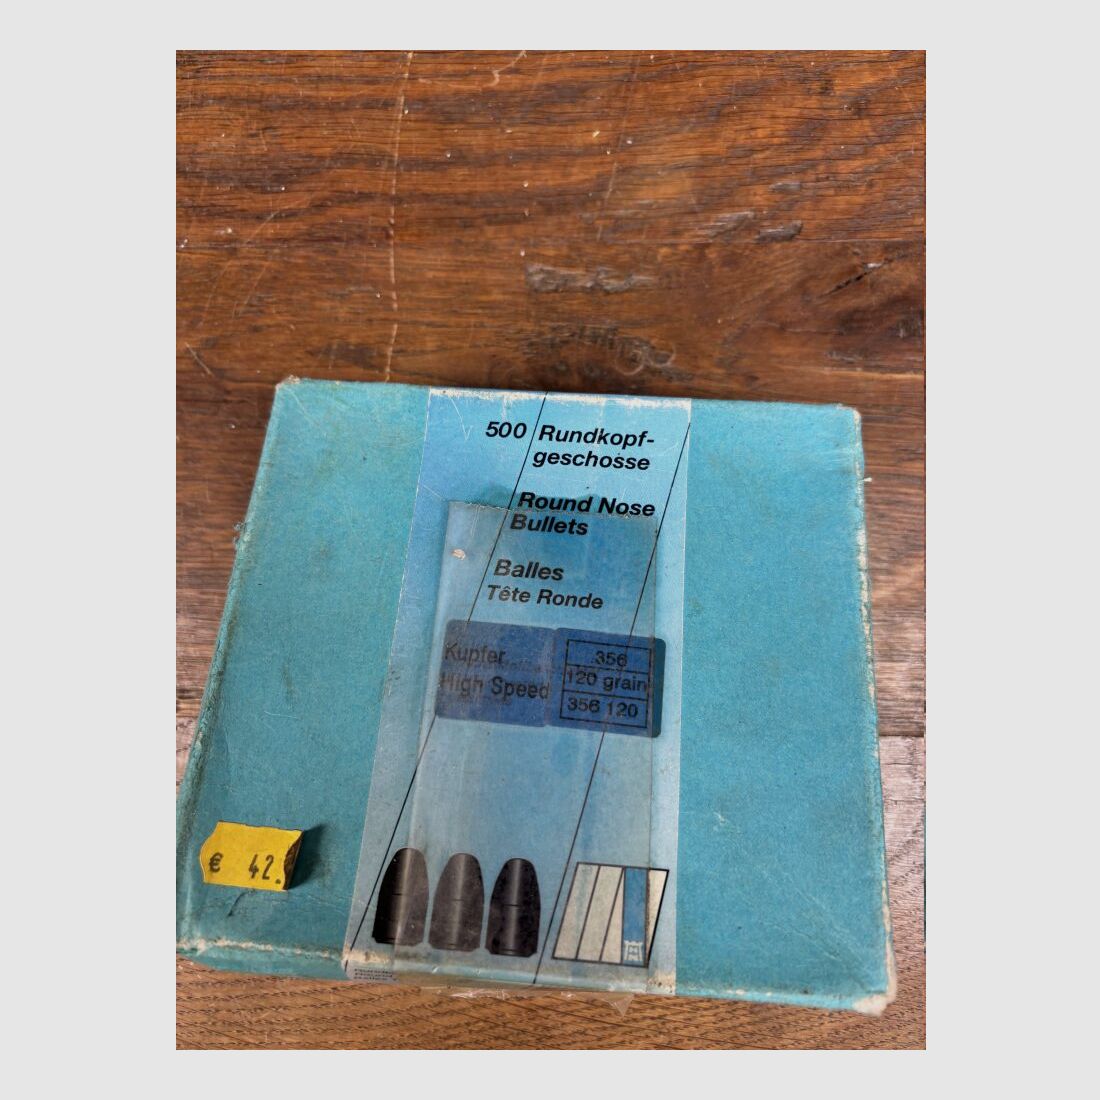 500 Rundkopf-
geschosse
Round Nose
Bullets
Balles
Tête Ronde
Kupfer
High Speed
.356
120 grain
356 120
€ 42.